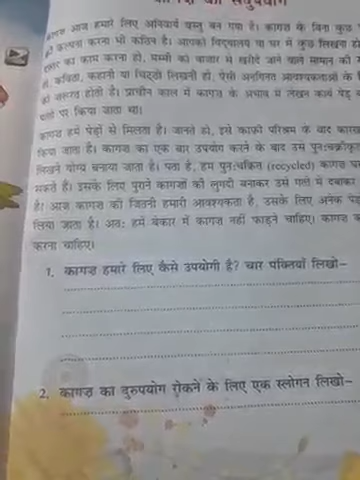 का सदुपयोग
कागज़ आज हमारे लिए अनिवार्य वस्तु बन गया है। कागज़ के बिना कुछ
की कल्पना करना भी कठिन है। आपको विद्यालय या घर में कुछ लिखना हो
दफ़्तर का काम करना हो, मम्मी को बाजार से खरीदे जाने वाले सामान की
हो, कविता, कहानी या चिट्ठी लिखनी हो, ऐसी अनगिनत आवश्यकताओं के
की ज़रूरत होती है। प्राचीन काल में कागज़ के अभाव में लेखन कार्य पेड़
पर किया जाता था।
कागज़ हमें पेड़ों से मिलता है। जानते हो, इसे काफी परिश्रम के बाद
किया जाता है। कागज़ का एक बार उपयोग करने के बाद उसे
लिखने योग्य बनाया जाता है। पता है, हम पुन:चक्रित (recycled) कागज़
सकते हैं। इसके लिए पुराने कागजों की लुगदी बनाकर उसे गत्ते में दबाकर
है। आज कागज़ की जितनी हमारी आवश्यकता है, उसके लिए अनेक
लिया जाता है। अत: हमें बेकार में कागज़ नहीं फाड़ने चाहिए। कागज़
करना चाहिए।
1. कागज़ हमारे लिए कैसे उपयोगी है? चार पंक्तियाँ लिखो–
2. कागज़ का दुरुपयोग रोकने के लिए एक स्लोगन लिखो–